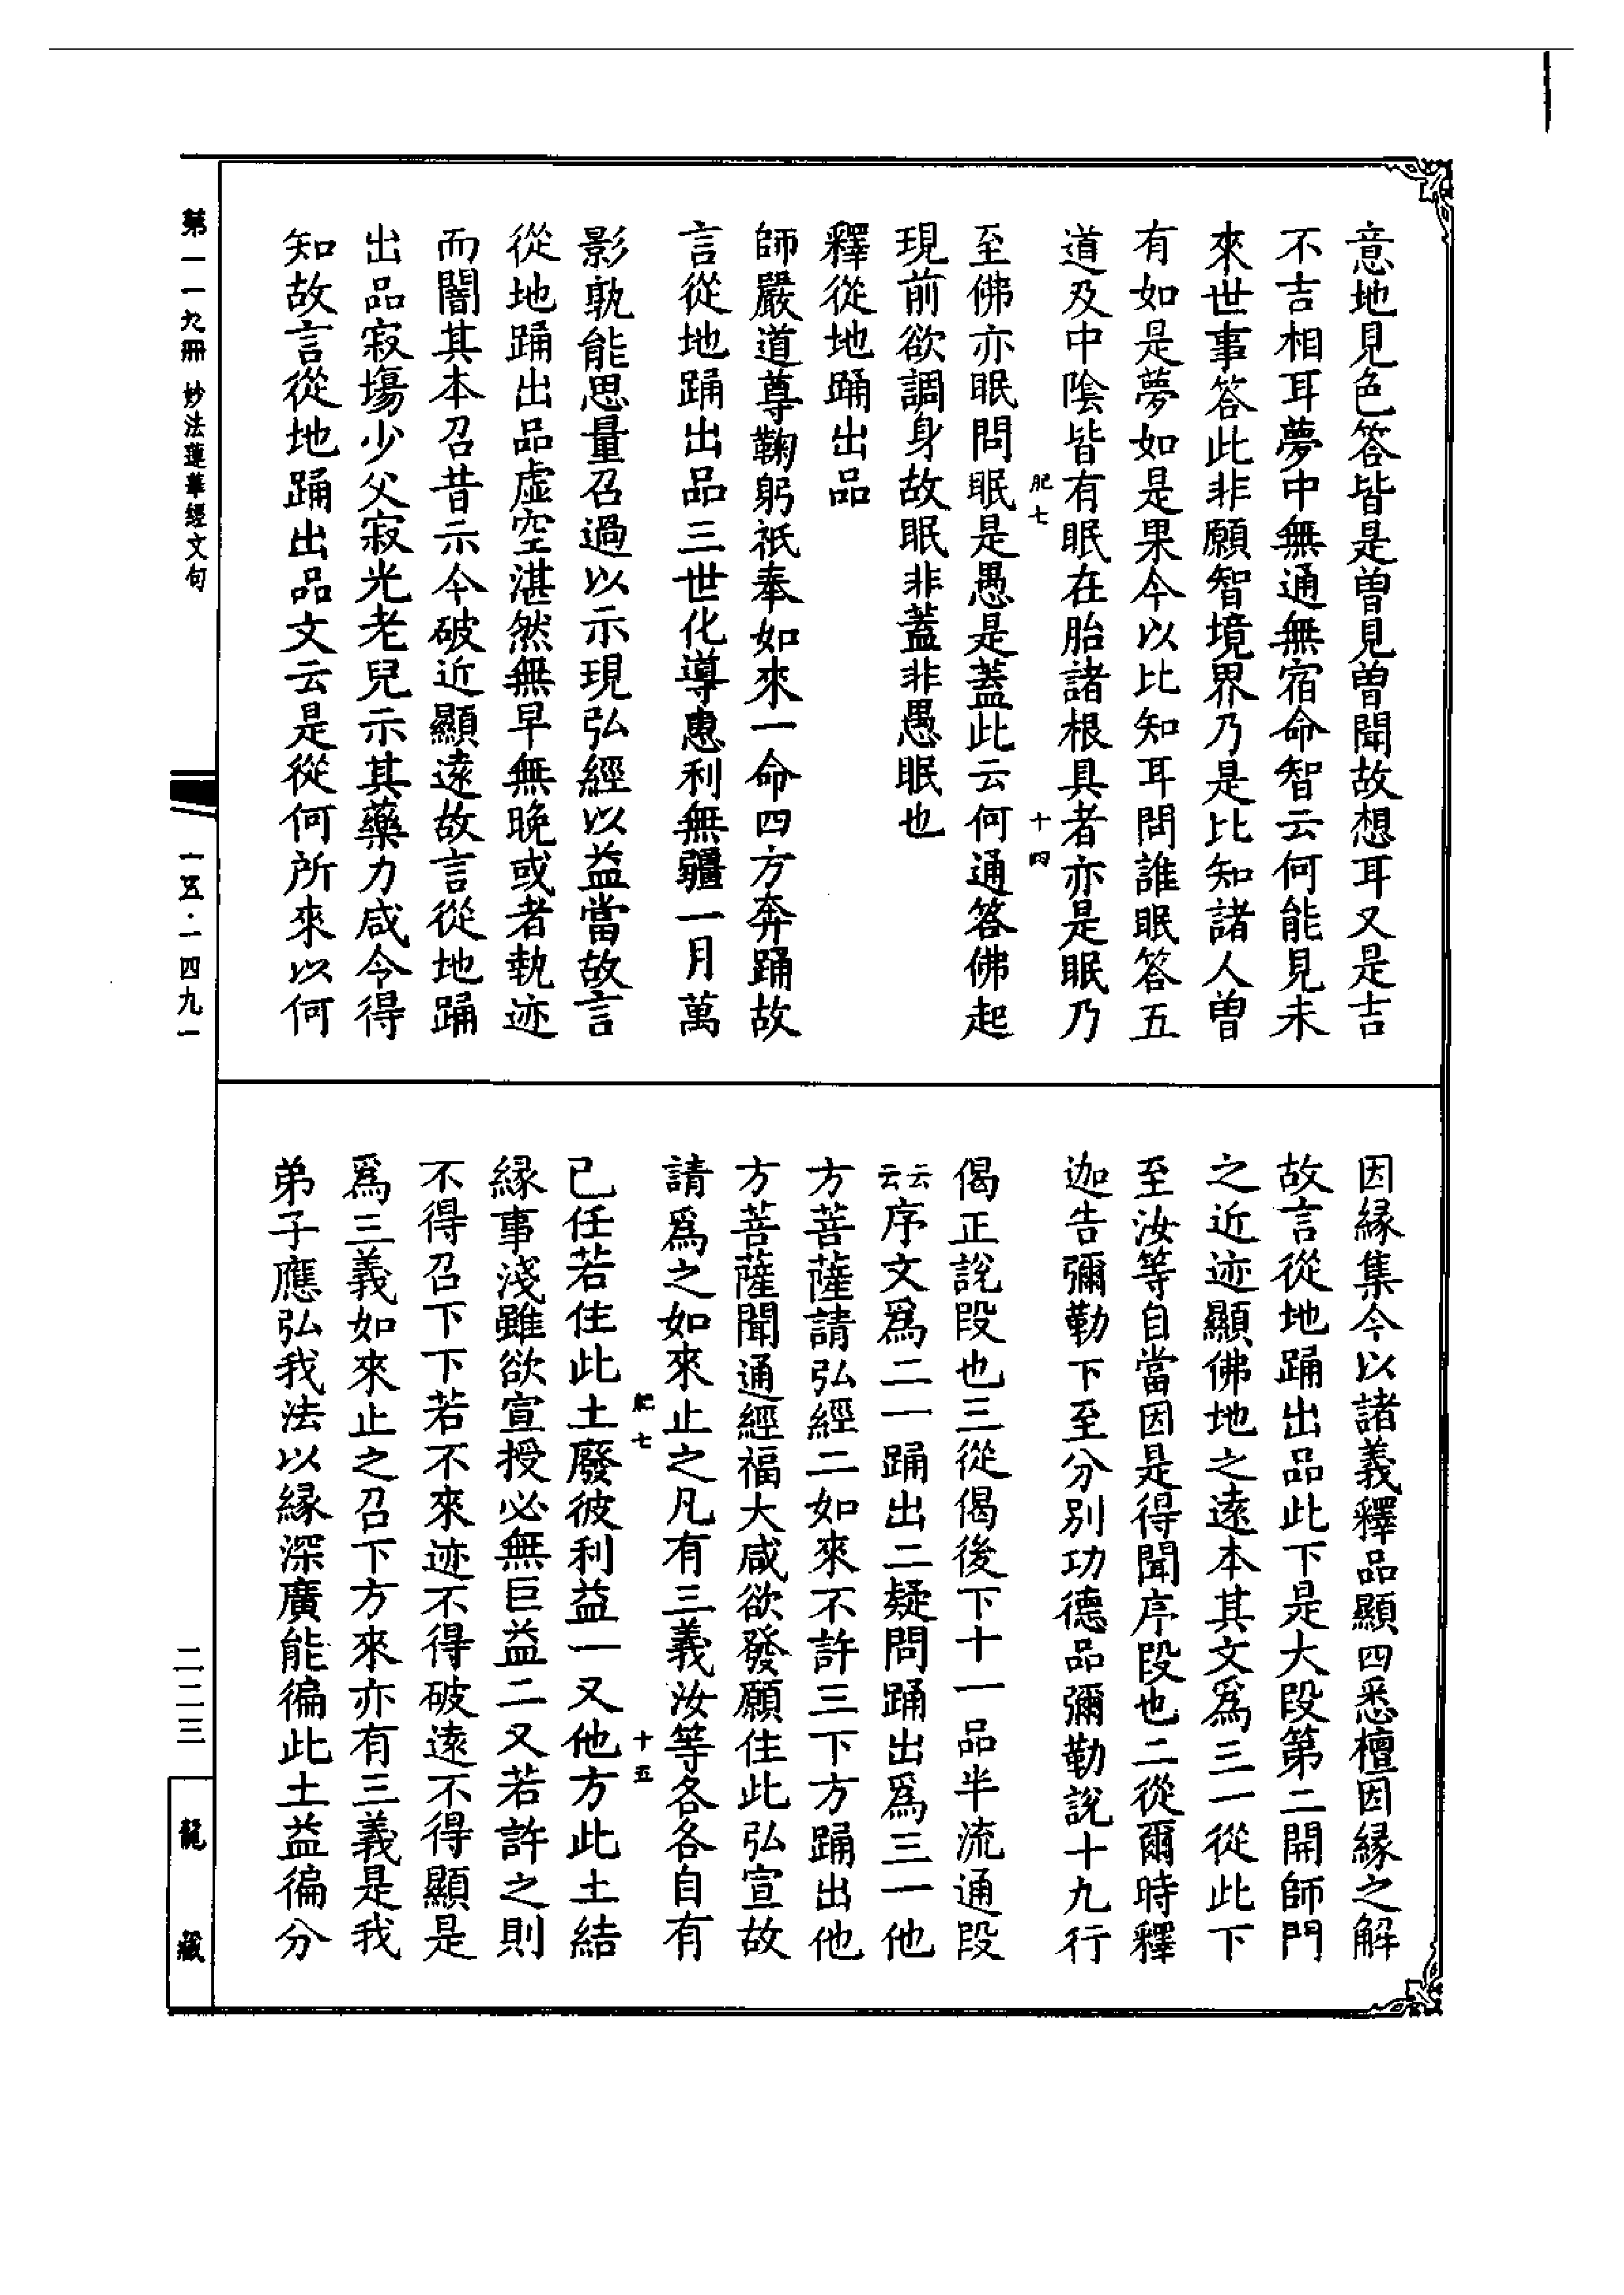 意地見色答皆是曽見曽聞故想耳又是吉
不吉相耳夢中無通無宿命智云何能見未
來世事答此非願智境界乃是比知諸人曽
有如是夢如是果今以比知耳問誰眠答五
道及中陰皆有眠在胎諸根具者亦是眠乃
肥七 十四
至佛亦眠問眠是愚是蓋此云何通答佛起
現前欲調身故眠非蓋非愚眠也
釋從地踊出品
師嚴道尊鞠躬祇奉如來一命四方奔踊故
言從地踊出品三世化導惠利無疆一月萬
影孰能思量召過以示現弘經以益當故言
從地踊出品虛空湛然無早無晚或者執迹
而闇其本召昔示今破近顯遠故言從地踊
出品寂塲少父寂光老兒示其藥力咸令得
知故言從地踊出品文云是從何所來以何
因緣集今以諸義釋品顯四悉檀因緣之解
故言從地踊出品此下是大段第二開師門
之近迹顯佛地之遠本其文爲三一從此下
至汝等自當因是得聞序段也二從爾時釋
迦告彌勒下至分別功德品彌勒說十九行
偈正說段也三從偈後下十一品半流通段
云云序文爲二一踊出二疑問踊出爲三一他
方菩薩請弘經二如來不許三下方踊出他
方菩薩聞通經福大咸欲發願住此弘宣故
請爲之如來止之凡有三義汝等各各自有
肥七 十五
己任若住此土廢彼利益一又他方此土結
緣事淺雖欲宣授必無巨益二又若許之則
不得召下下若不來迹不得破遠不得顯是
爲三義如來止之召下方來亦有三義是我
弟子應弘我法以緣深廣能徧此土益徧分
第一一九冊 妙法蓮華經文句
一五·一四九一
二二三
龍藏